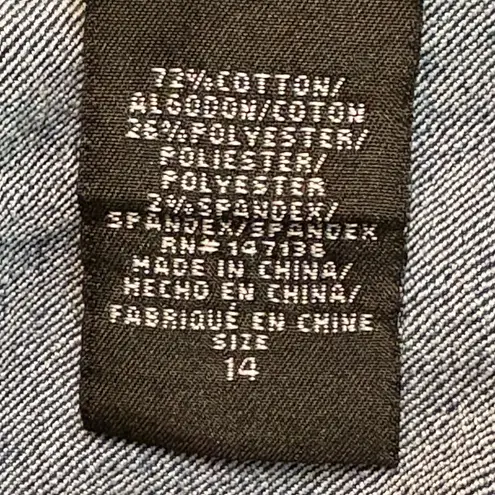 72%COTTON/
ALGODON/COTON
26%POLYESTER/
POLIESTER/
POLYESTER
2%SPANDEX/
SPANDEX/SPANDEX
RN#147136
MADE IN CHINA/
HECHO EN CHINA/
FABRIQUÉ EN CHINE
SIZE
14